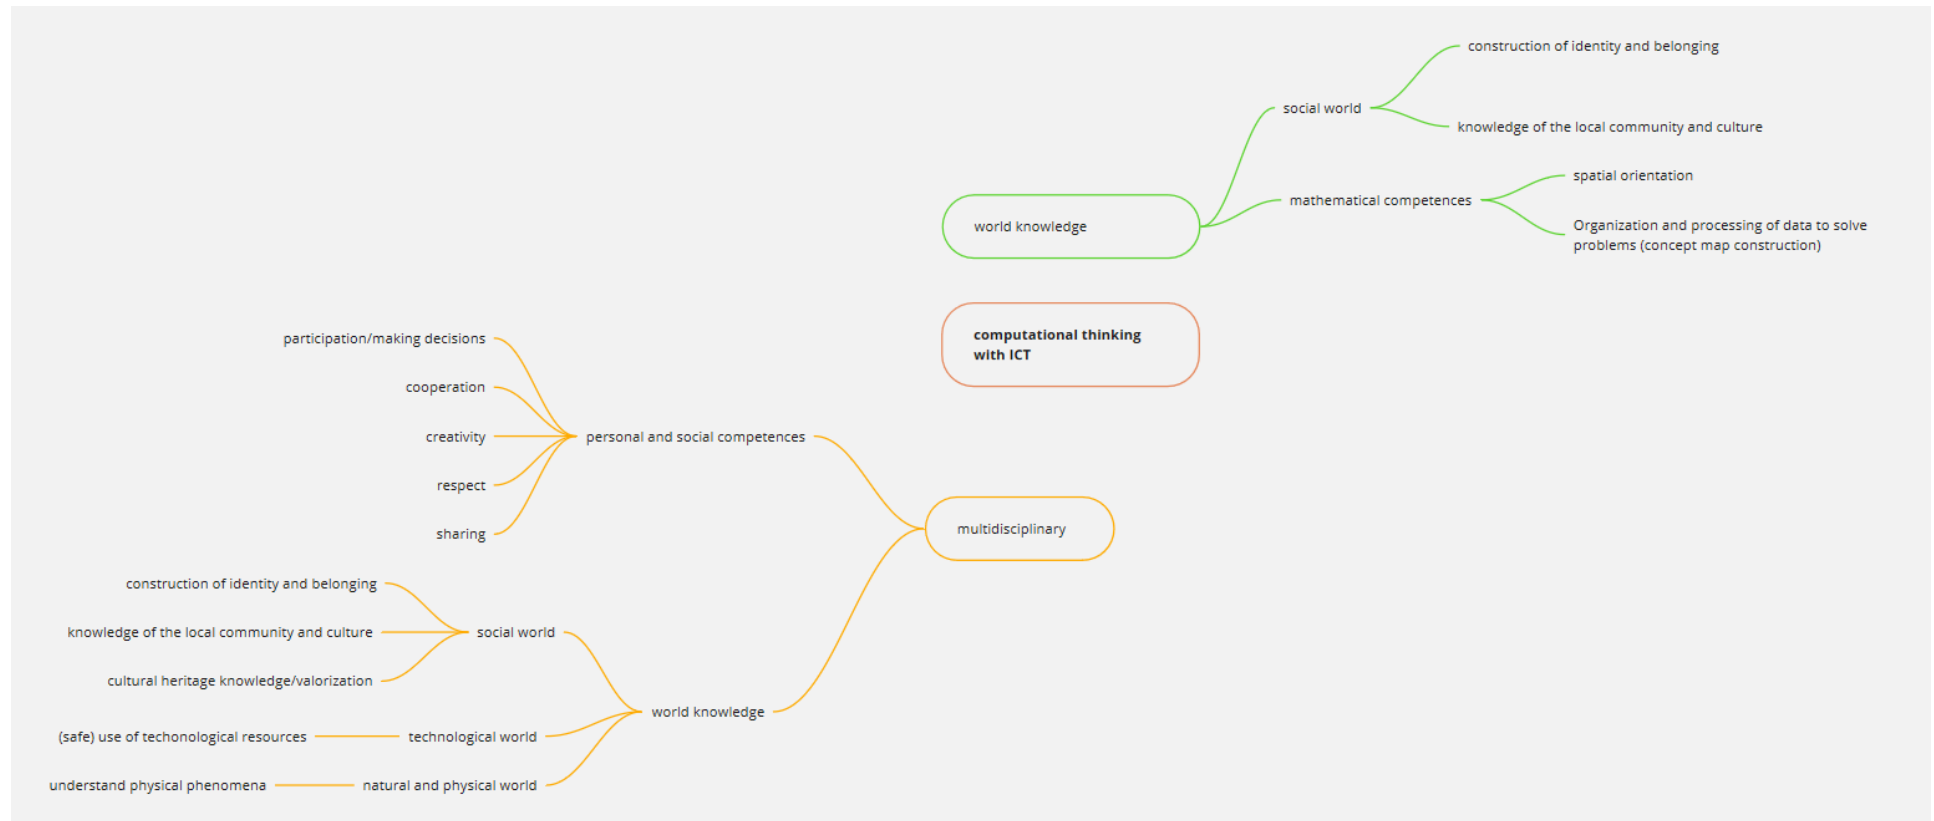 construction of identity and belonging
social world
knowledge of the local community and culture
spatial orientation
mathematical competences
world knowledge
Organization and processing of data to solve
problems (concept map construction)
computational thinking
with ICT
participation/making decisions
cooperation
creativity
personal and social competences
respect
sharing
multidisciplinary
construction of identity and belonging
knowledge of the local community and culture
social world
cultural heritage knowledge/valorization
world knowledge
(safe) use of techonological resources
technological world
understand physical phenomena
natural and physical world